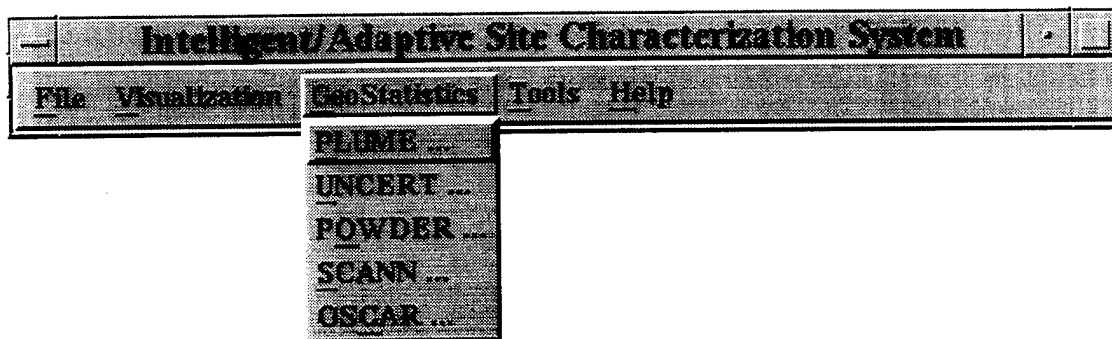 Intelligent/Adaptive Site Characterization System
File Visualization GeoStatistics Tools Help
PLUME ...
UNCERT ...
POWDER ...
SCANN ...
OSCAR ...